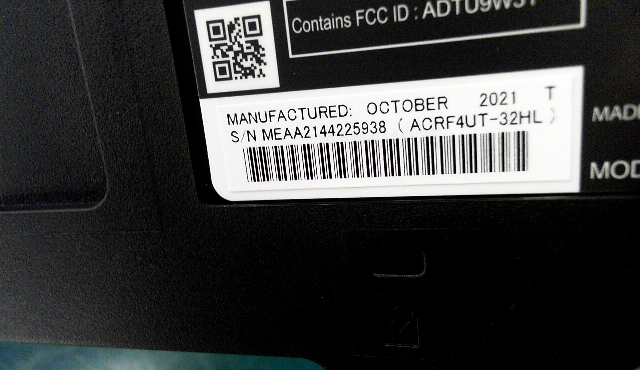 Contains FCC ID : ADTU9W31
MANUFACTURED: OCTOBER 2021 T
S/N MEAA2144225938 ( ACRF4UT-32HL )